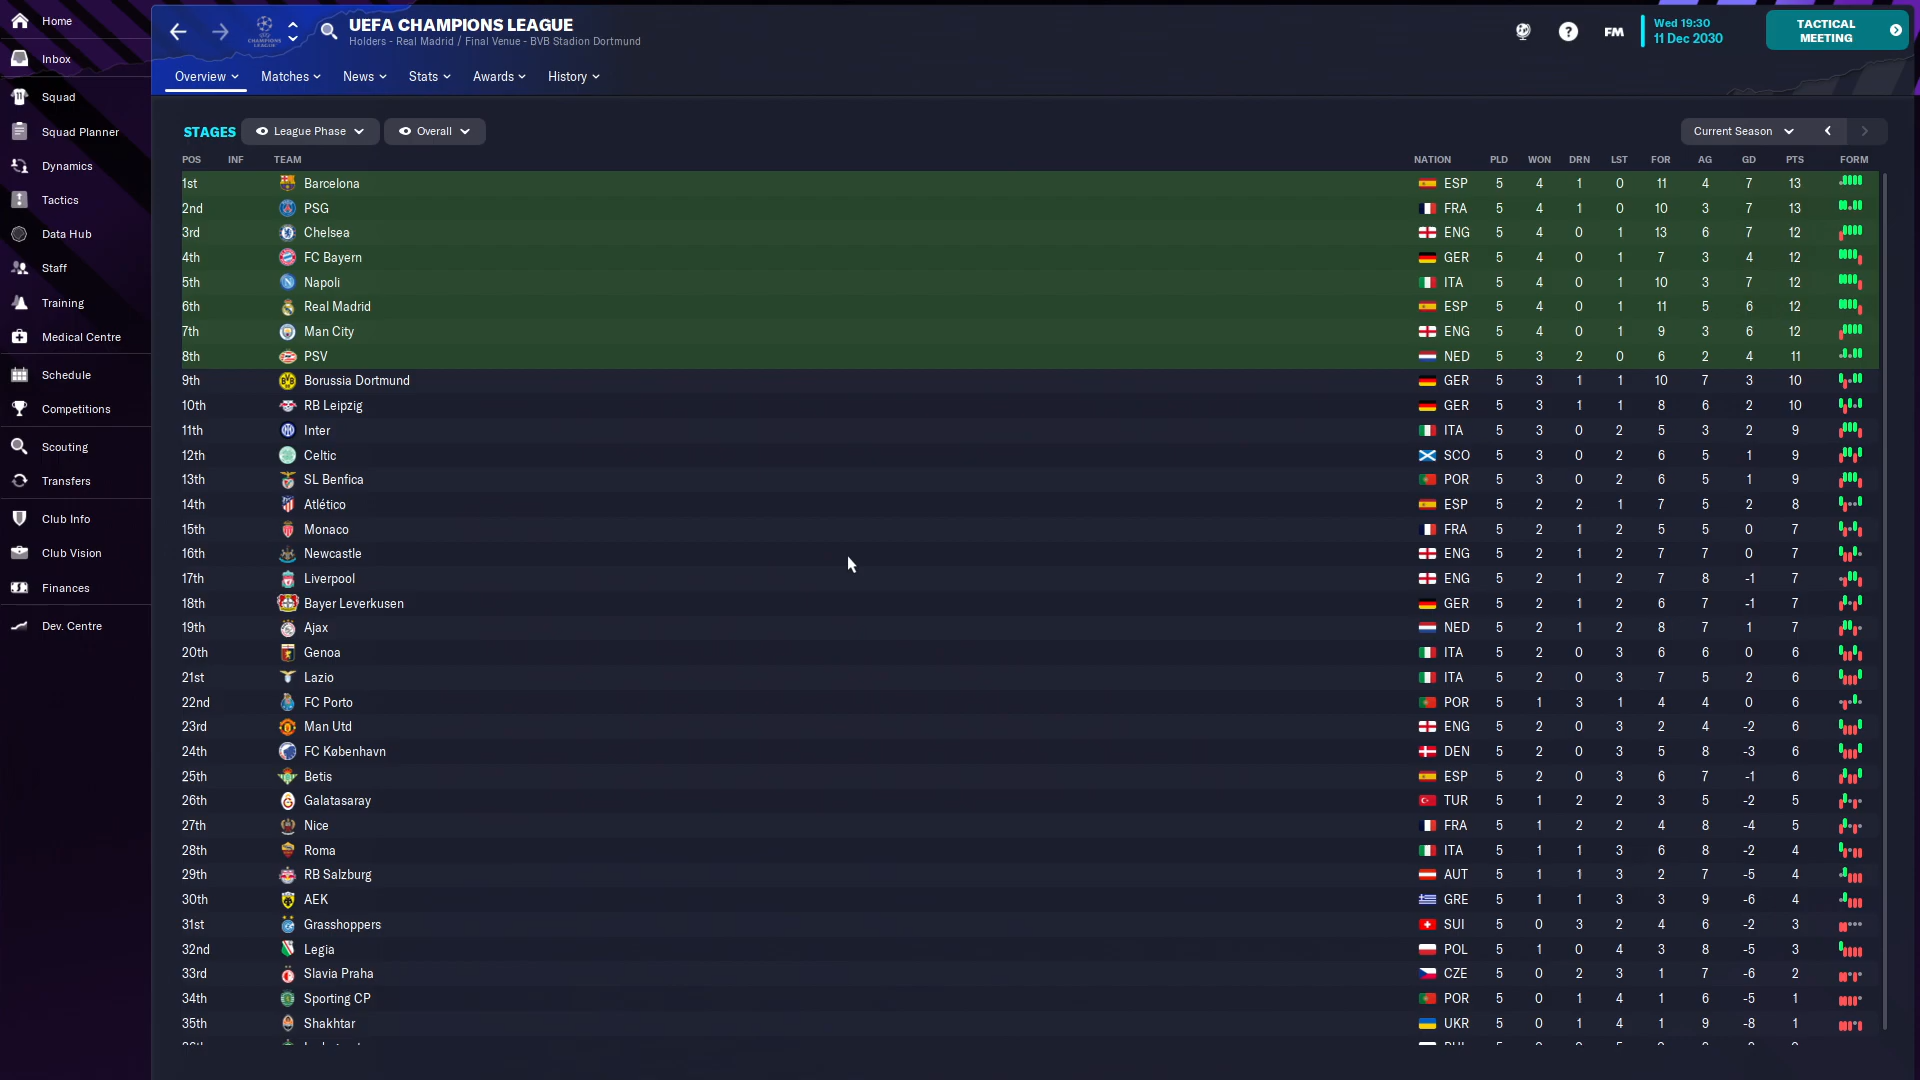 Home
Inbox
Squad
Squad Planner
Dynamics
Tactics
Data Hub
Staff
Training
Medical Centre
Schedule
Competitions
Scouting
Transfers
Club Info
Club Vision
Finances
Dev. Centre
UEFA CHAMPIONS LEAGUE
Holders - Real Madrid / Final Venue - BVB Stadion Dortmund
FM
Wed 19:30
11 Dec 2030
TACTICAL
MEETING
Overview Matches News Stats Awards History
STAGES League Phase Overall Current Season
POS INF TEAM NATION PLD WON DRN LST FOR AG GD PTS FORM
1st Barcelona ESP 5 4 1 0 11 4 7 13
2nd PSG FRA 5 4 1 0 10 3 7 13
3rd Chelsea ENG 5 4 0 1 13 6 7 12
4th FC Bayern GER 5 4 0 1 7 3 4 12
5th Napoli ITA 5 4 0 1 10 3 7 12
6th Real Madrid ESP 5 4 0 1 11 5 6 12
7th Man City ENG 5 4 0 1 9 3 6 12
8th PSV NED 5 3 2 0 6 2 4 11
9th Borussia Dortmund GER 5 3 1 1 10 7 3 10
10th RB Leipzig GER 5 3 1 1 8 6 2 10
11th Inter ITA 5 3 0 2 5 3 2 9
12th Celtic SCO 5 3 0 2 6 5 1 9
13th SL Benfica POR 5 3 0 2 6 5 1 9
14th Atlético ESP 5 2 2 1 7 5 2 8
15th Monaco FRA 5 2 1 2 5 5 0 7
16th Newcastle ENG 5 2 1 2 7 7 0 7
17th Liverpool ENG 5 2 1 2 7 8 -1 7
18th Bayer Leverkusen GER 5 2 1 2 6 7 -1 7
19th Ajax NED 5 2 1 2 8 7 1 7
20th Genoa ITA 5 2 0 3 6 6 0 6
21st Lazio ITA 5 2 0 3 7 5 2 6
22nd FC Porto POR 5 1 3 1 4 4 0 6
23rd Man Utd ENG 5 2 0 3 2 4 -2 6
24th FC København DEN 5 2 0 3 5 8 -3 6
25th Betis ESP 5 2 0 3 6 7 -1 6
26th Galatasaray TUR 5 1 2 2 3 5 -2 5
27th Nice FRA 5 1 2 2 4 8 -4 5
28th Roma ITA 5 1 1 3 6 8 -2 4
29th RB Salzburg AUT 5 1 1 3 2 7 -5 4
30th AEK GRE 5 1 1 3 3 9 -6 4
31st Grasshoppers SUI 5 0 3 2 4 6 -2 3
32nd Legia POL 5 1 0 4 3 8 -5 3
33rd Slavia Praha CZE 5 0 2 3 1 7 -6 2
34th Sporting CP POR 5 0 1 4 1 6 -5 1
35th Shakhtar UKR 5 0 1 4 1 9 -8 1